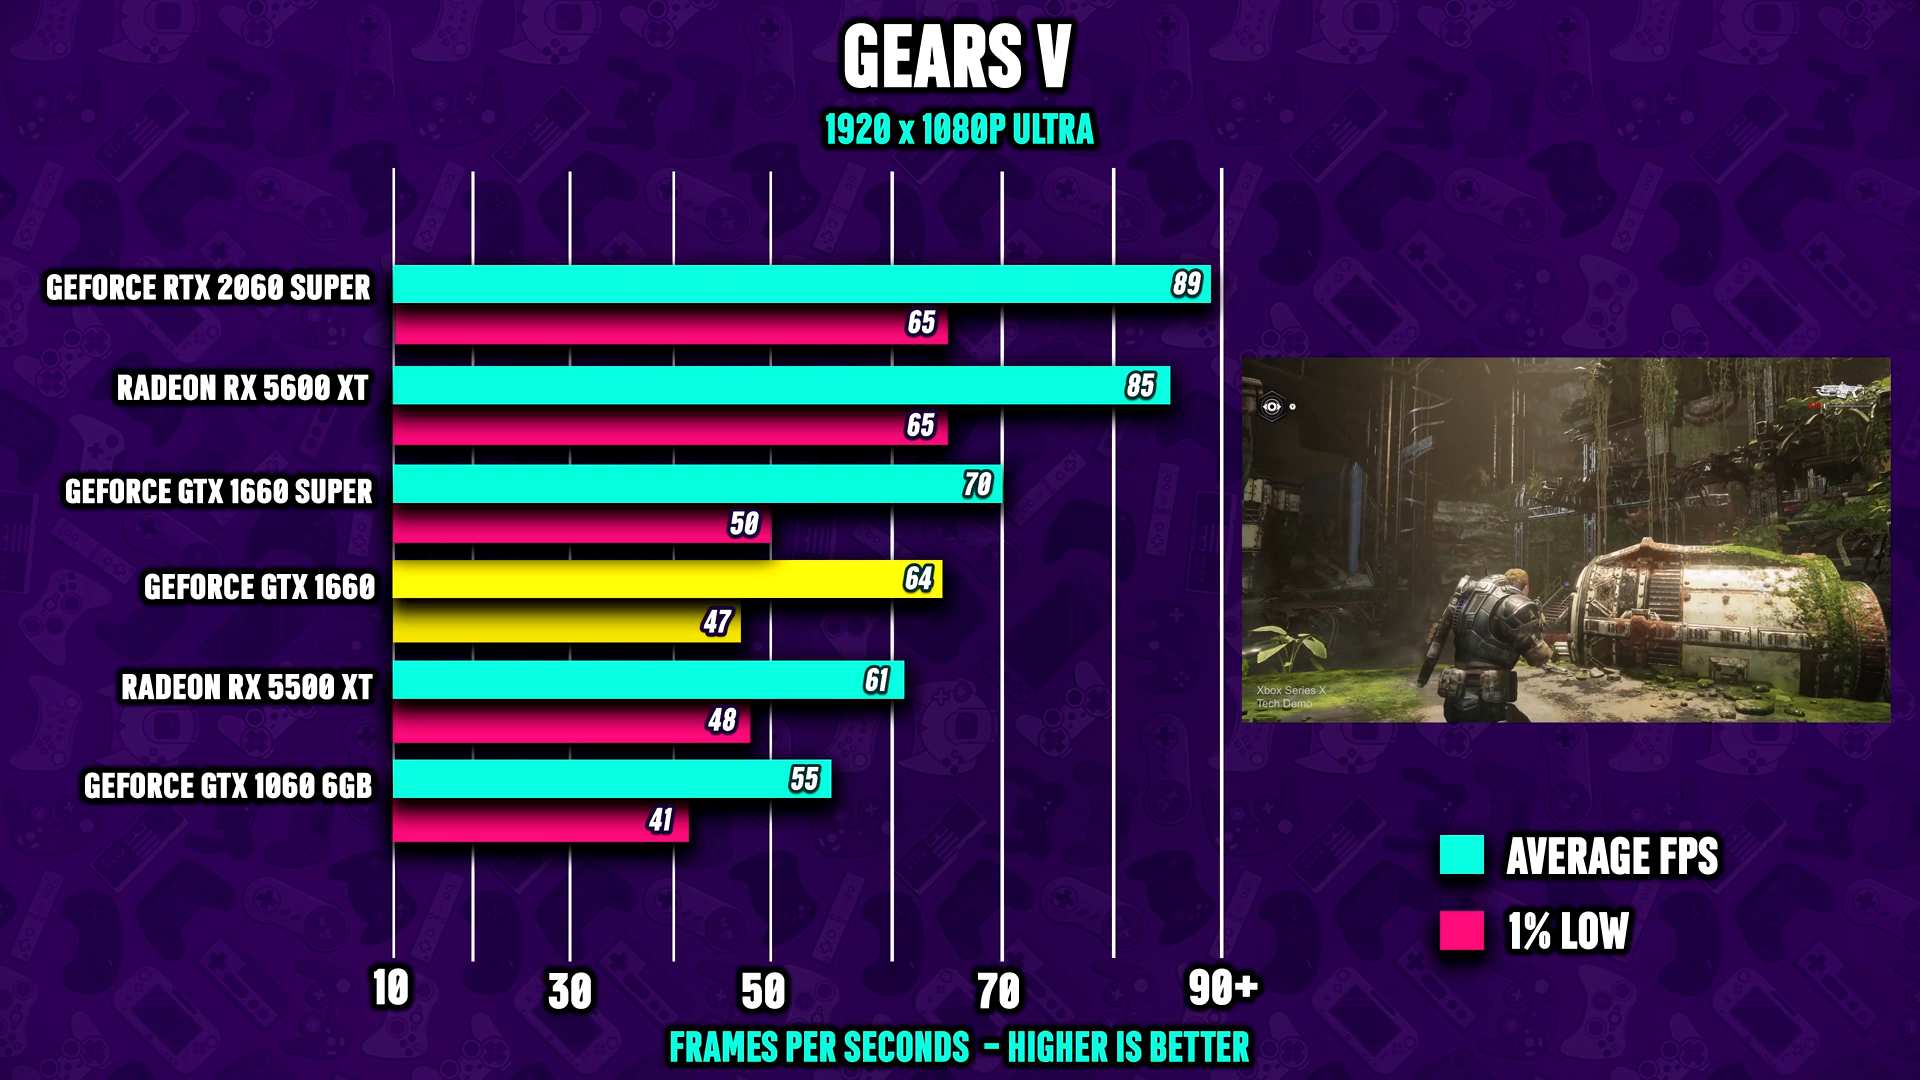 GEARS V
1920 x 1080P ULTRA
GEFORCE RTX 2060 SUPER
89
65
RADEON RX 5600 XT
85
65
GEFORCE GTX 1660 SUPER
70
50
GEFORCE GTX 1660
64
47
RADEON RX 5500 XT
61
48
GEFORCE GTX 1060 6GB
55
41
Xbox Series X
Tech Demo
AVERAGE FPS
1% LOW
10 30 50 70 90+
FRAMES PER SECONDS – HIGHER IS BETTER